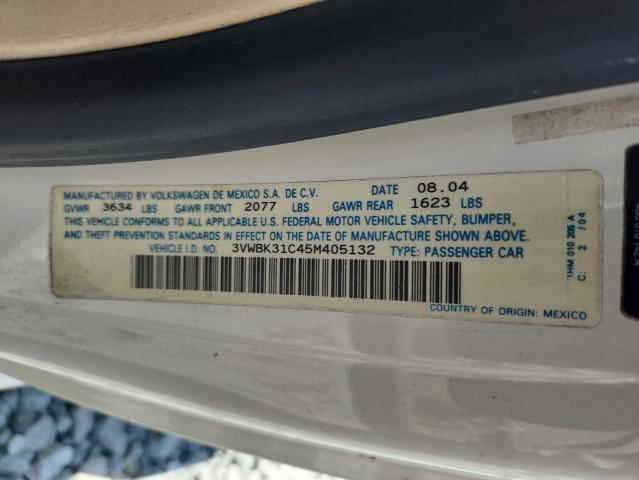 MANUFACTURED BY VOLKSWAGEN DE MEXICO S.A. DE C.V. DATE 08.04
GVWR 3634 LBS GAWR FRONT 2077 LBS GAWR REAR 1623 LBS
THIS VEHICLE CONFORMS TO ALL APPLICABLE U.S. FEDERAL MOTOR VEHICLE SAFETY, BUMPER,
AND THEFT PREVENTION STANDARDS IN EFFECT ON THE DATE OF MANUFACTURE SHOWN ABOVE.
VEHICLE I.D. NO. 3VWBK31C45M405132 TYPE: PASSENGER CAR
COUNTRY OF ORIGIN: MEXICO
1HM 010 205 A
C: 2 / 04